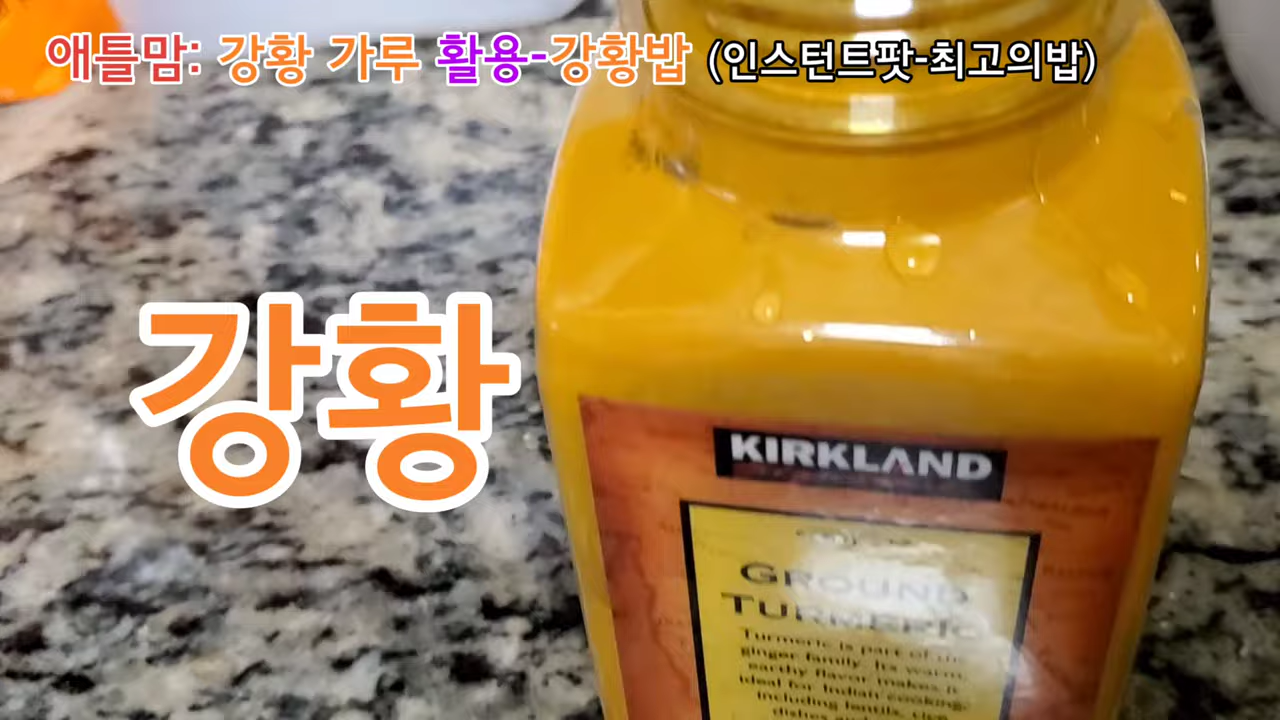 애틀맘: 강황 가루 활용-강황밥 (인스턴트팟-최고의밥)
강황
KIRKLAND
GROUND
TURMERIC
Turmeric is part of the
ginger family. Its warm,
earthy flavor makes it
ideal for Indian cooking,
including lentils, rice
dishes and